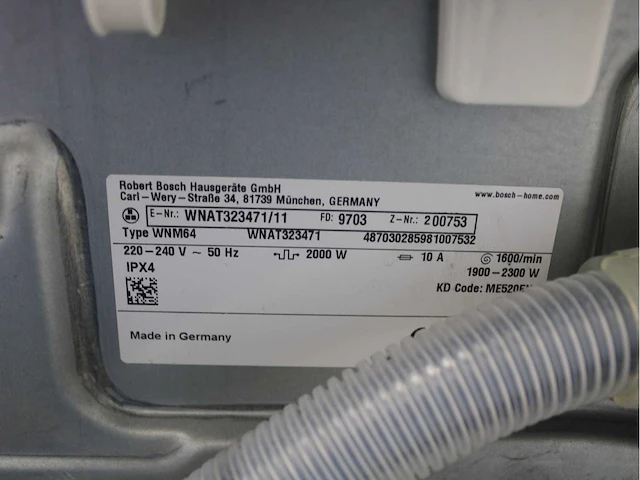 Robert Bosch Hausgeräte GmbH
Carl-Wery-Straße 34, 81739 München, GERMANY
www.bosch-home.com
E-Nr.: WNAT323471/11 FD: 9703 Z-Nr.: 200753
Type WNM64 WNAT323471 487030285981007532
220-240 V ~ 50 Hz 2000 W 10 A 1600/min
IPX4 1900-2300 W
KD Code:
Made in Germany